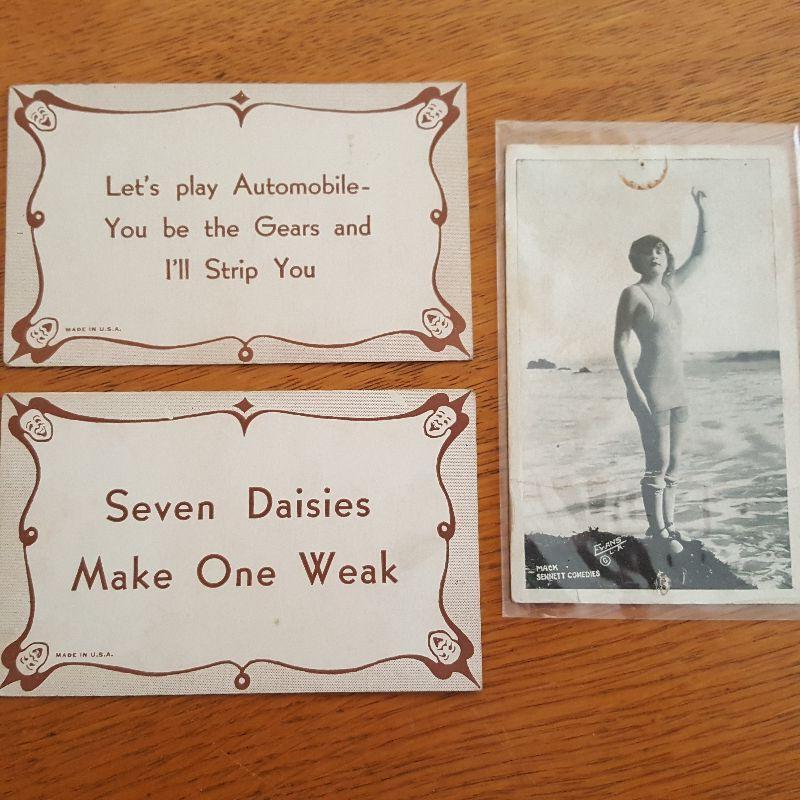 Let's play Automobile-
You be the Gears and
I'll Strip You
MADE IN U.S.A.
Seven Daisies
Make One Weak
MADE IN U.S.A.
EVANS
L.A.
©
MACK
SENNETT COMEDIES